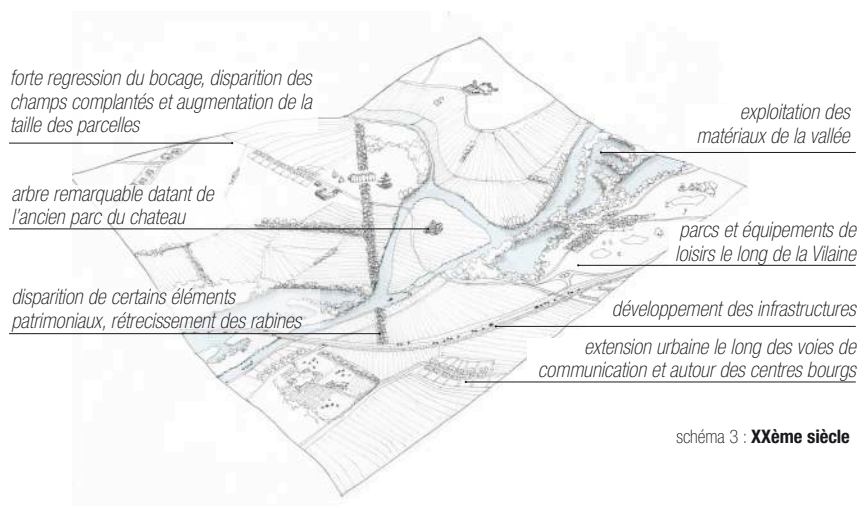 forte regression du bocage, disparition des
champs complantés et augmentation de la
taille des parcelles
arbre remarquable datant de
l'ancien parc du chateau
disparition de certains éléments
patrimoniaux, rétrecissement des rabines
exploitation des
matériaux de la vallée
parcs et équipements de
loisirs le long de la Vilaine
développement des infrastructures
extension urbaine le long des voies de
communication et autour des centres bourgs
schéma 3 : XXème siècle